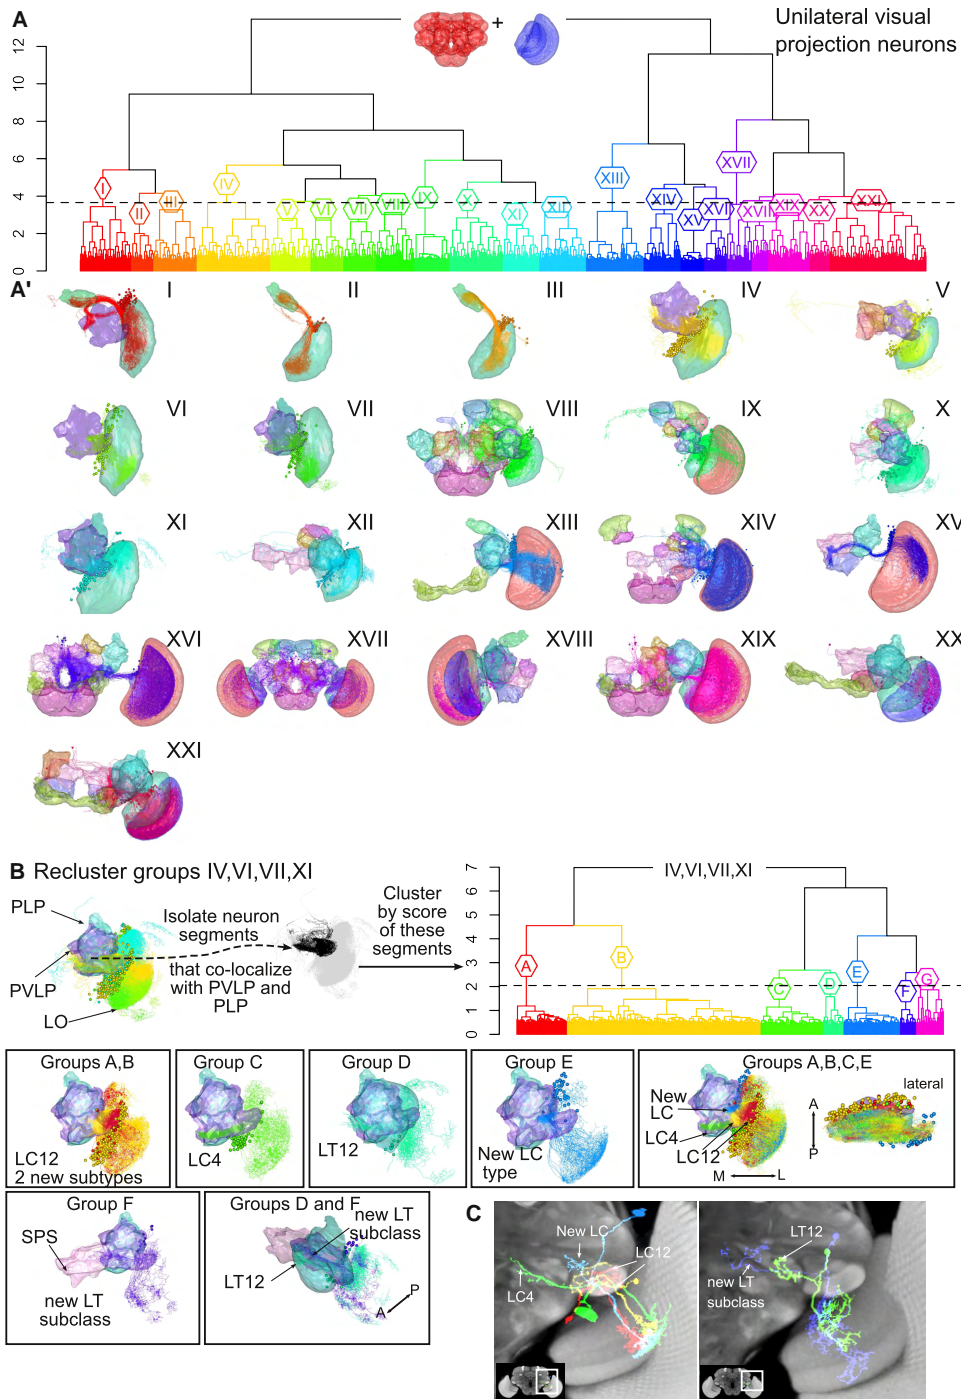 A
+
Unilateral visual
projection neurons
12
10
8
6
4
2
0
I
II
III
IV
V
VI
VII
VIII
IX
X
XI
XII
XIII
XIV
XV
XVI
XVII
XVIII
XIX
XX
XXI
A'
I
II
III
IV
V
VI
VII
VIII
IX
X
XI
XII
XIII
XIV
XV
XVI
XVII
XVIII
XIX
XX
XXI
B Recluster groups IV,VI,VII,XI
PLP
PVLP
LO
Isolate neuron
segments
that co-localize
with PVLP and
PLP
Cluster
by score
of these
segments
IV,VI,VII,XI
7
6
5
4
3
2
1
0
A
B
C
D
E
F
G
Groups A,B
LC12
2 new subtypes
Group C
LC4
Group D
LT12
Group E
New LC
type
Groups A,B,C,E
New
LC
LC4
LC12
M
L
lateral
A
P
Group F
SPS
new LT
subclass
Groups D and F
new LT
subclass
LT12
A
P
C
New LC
LC12
LC4
LT12
new LT
subclass